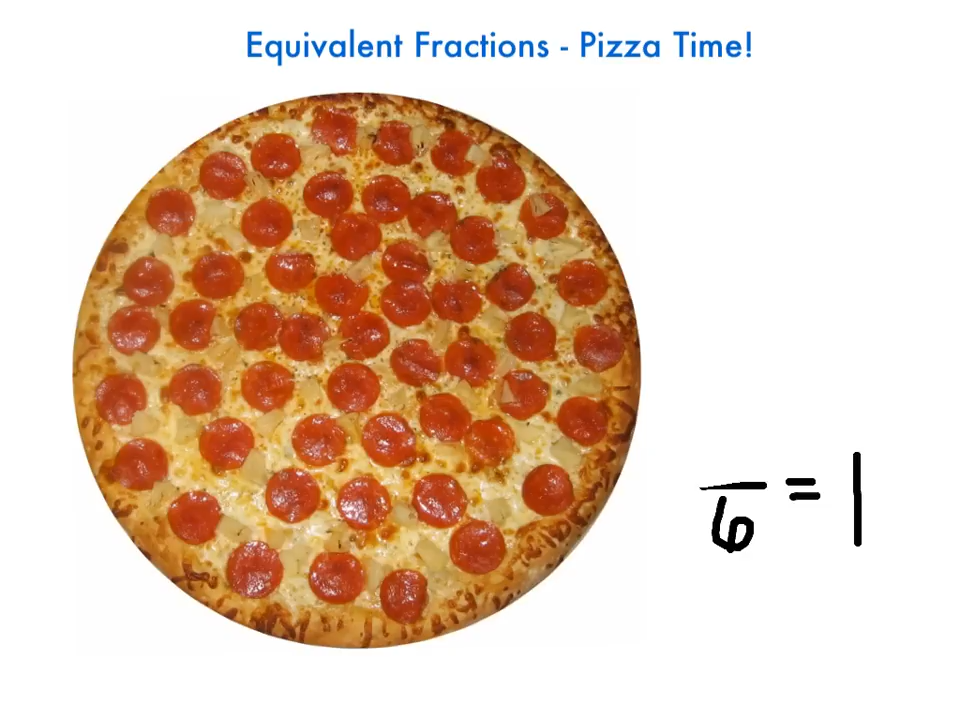 Equivalent Fractions - Pizza Time!
—
6 = 1